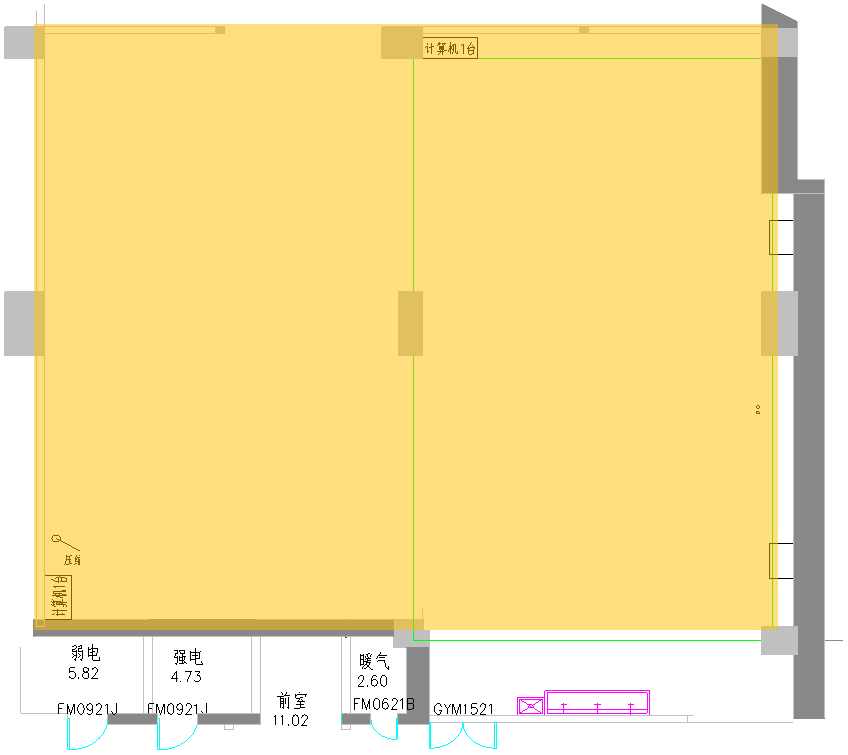 计算机1台
压缩
计算机1台
弱电
5.82
强电
4.73
暖气
2.60
前室
11.02
FM0921J
FM0921J
FM0621B
GYM1521